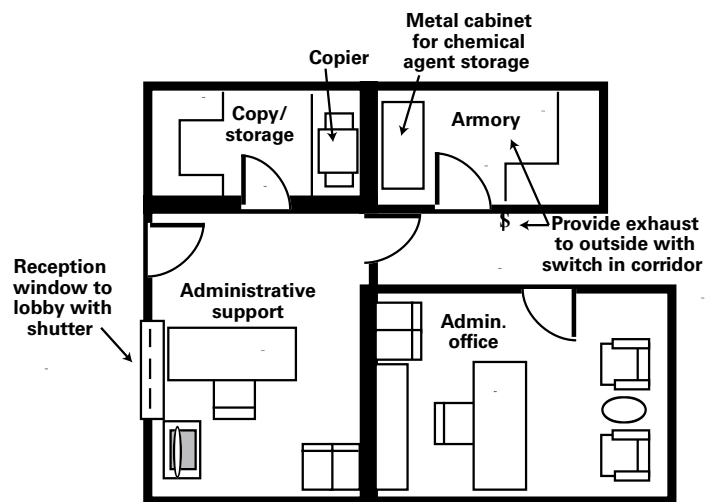 Metal cabinet
for chemical
agent storage
Copier
Copy/
storage
Armory
$
Provide exhaust
to outside with
switch in corridor
Reception
window to
lobby with
shutter
Administrative
support
Admin.
office